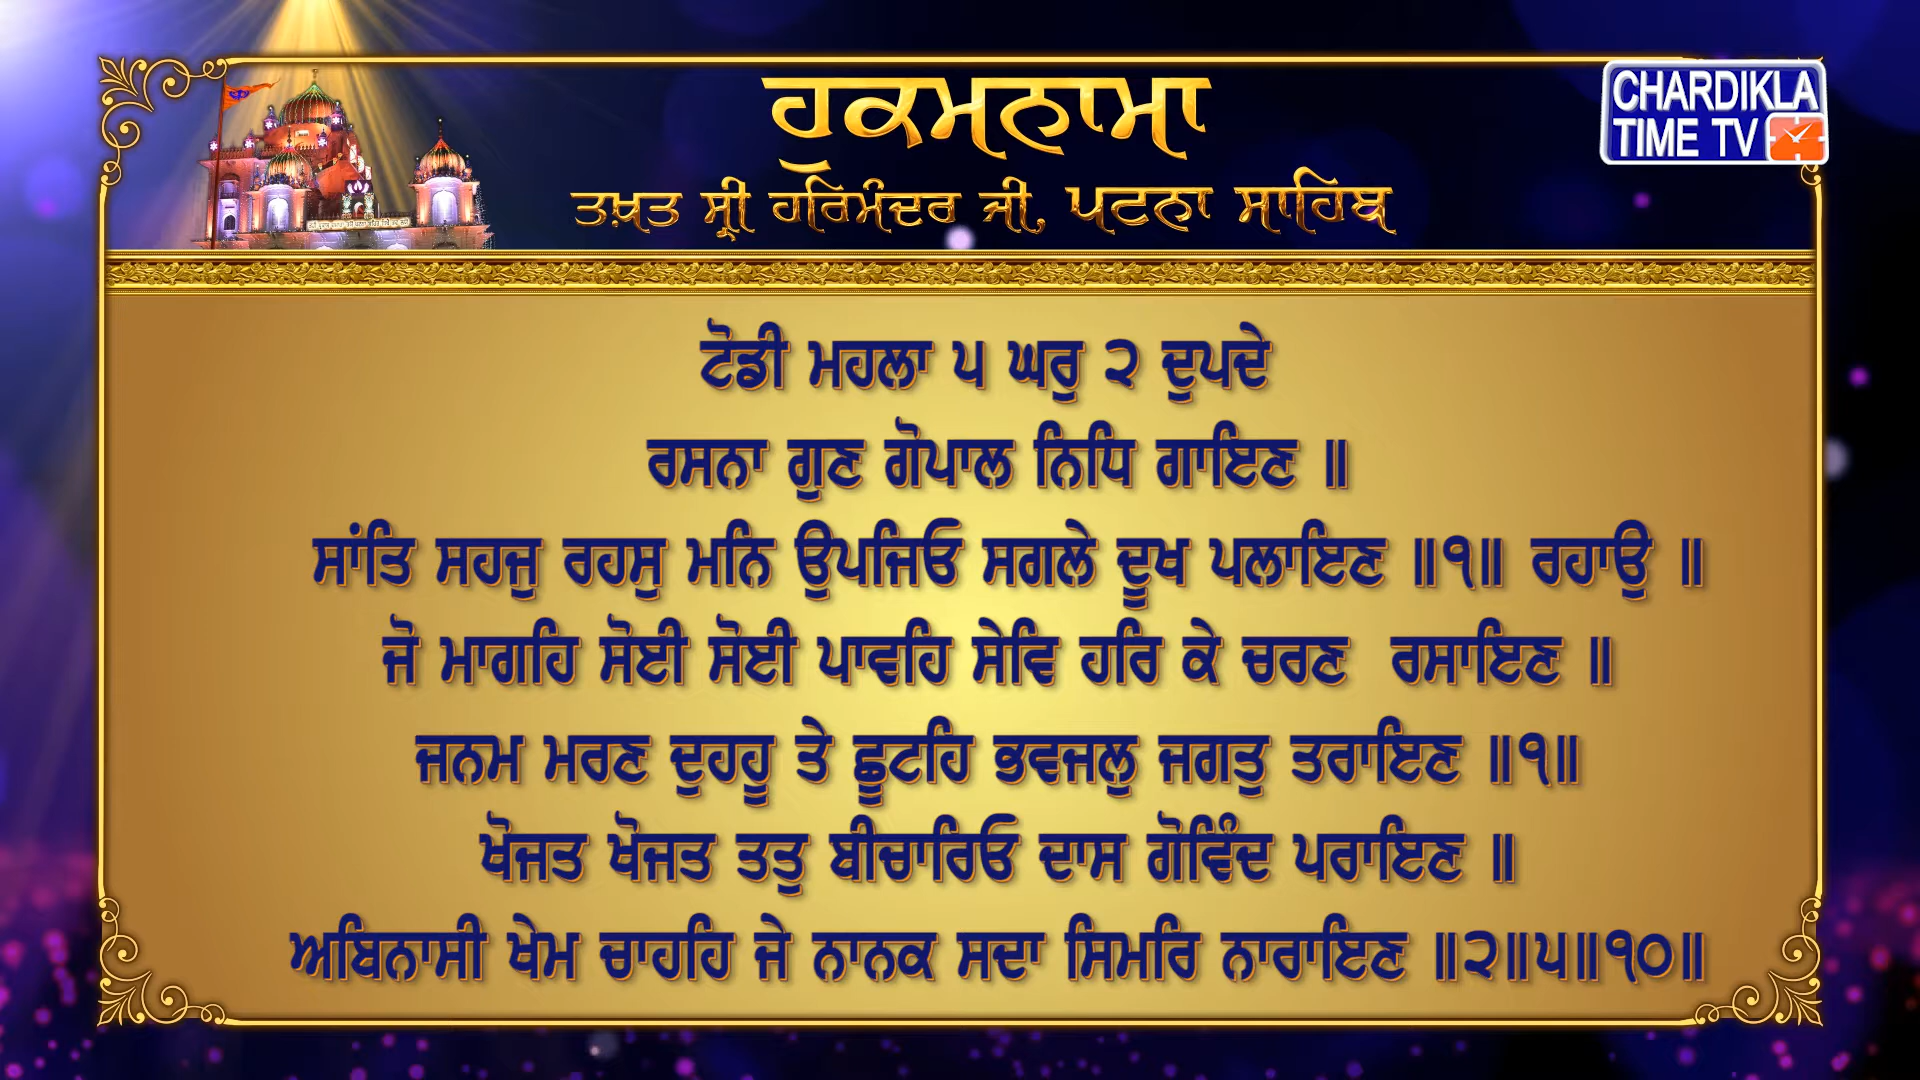 ਹੁਕਮਨਾਮਾ
CHARDIKLA
TIME TV
ਤਖ਼ਤ ਸ੍ਰੀ ਹਰਿਮੰਦਰ ਜੀ, ਪਟਨਾ ਸਾਹਿਬ
ਟੋਡੀ ਮਹਲਾ ੫ ਘਰੁ ੨ ਦੁਪਦੇ
ਰਸਨਾ ਗੁਣ ਗੋਪਾਲ ਨਿਧਿ ਗਾਇਣ ॥
ਸਾਂਤਿ ਸਹਜੁ ਰਹਸੁ ਮਨਿ ਉਪਜਿਓ ਸਗਲੇ ਦੂਖ ਪਲਾਇਣ ॥੧॥ ਰਹਾਉ ॥
ਜੋ ਮਾਗਹਿ ਸੋਈ ਸੋਈ ਪਾਵਹਿ ਸੇਵਿ ਹਰਿ ਕੇ ਚਰਣ ਰਸਾਇਣ ॥
ਜਨਮ ਮਰਣ ਦੁਹਹੂ ਤੇ ਛੂਟਹਿ ਭਵਜਲੁ ਜਗਤੁ ਤਰਾਇਣ ॥੧॥
ਖੋਜਤ ਖੋਜਤ ਤਤੁ ਬੀਚਾਰਿਓ ਦਾਸ ਗੋਵਿੰਦ ਪਰਾਇਣ ॥
ਅਬਿਨਾਸੀ ਖੇਮ ਚਾਹਹਿ ਜੇ ਨਾਨਕ ਸਦਾ ਸਿਮਰਿ ਨਾਰਾਇਣ ॥੨॥੫॥੧੦॥